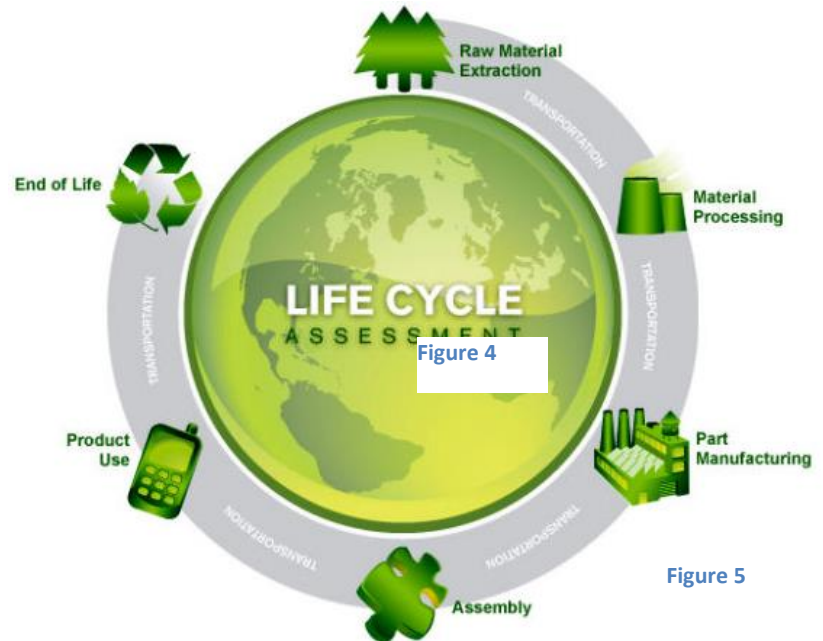 Raw Material
Extraction
TRANSPORTATION
Material
Processing
TRANSPORTATION
Part
Manufacturing
TRANSPORTATION
Assembly
TRANSPORTATION
Product
Use
TRANSPORTATION
End of Life
LIFE CYCLE
ASSESSMENT
Figure 4
Figure 5